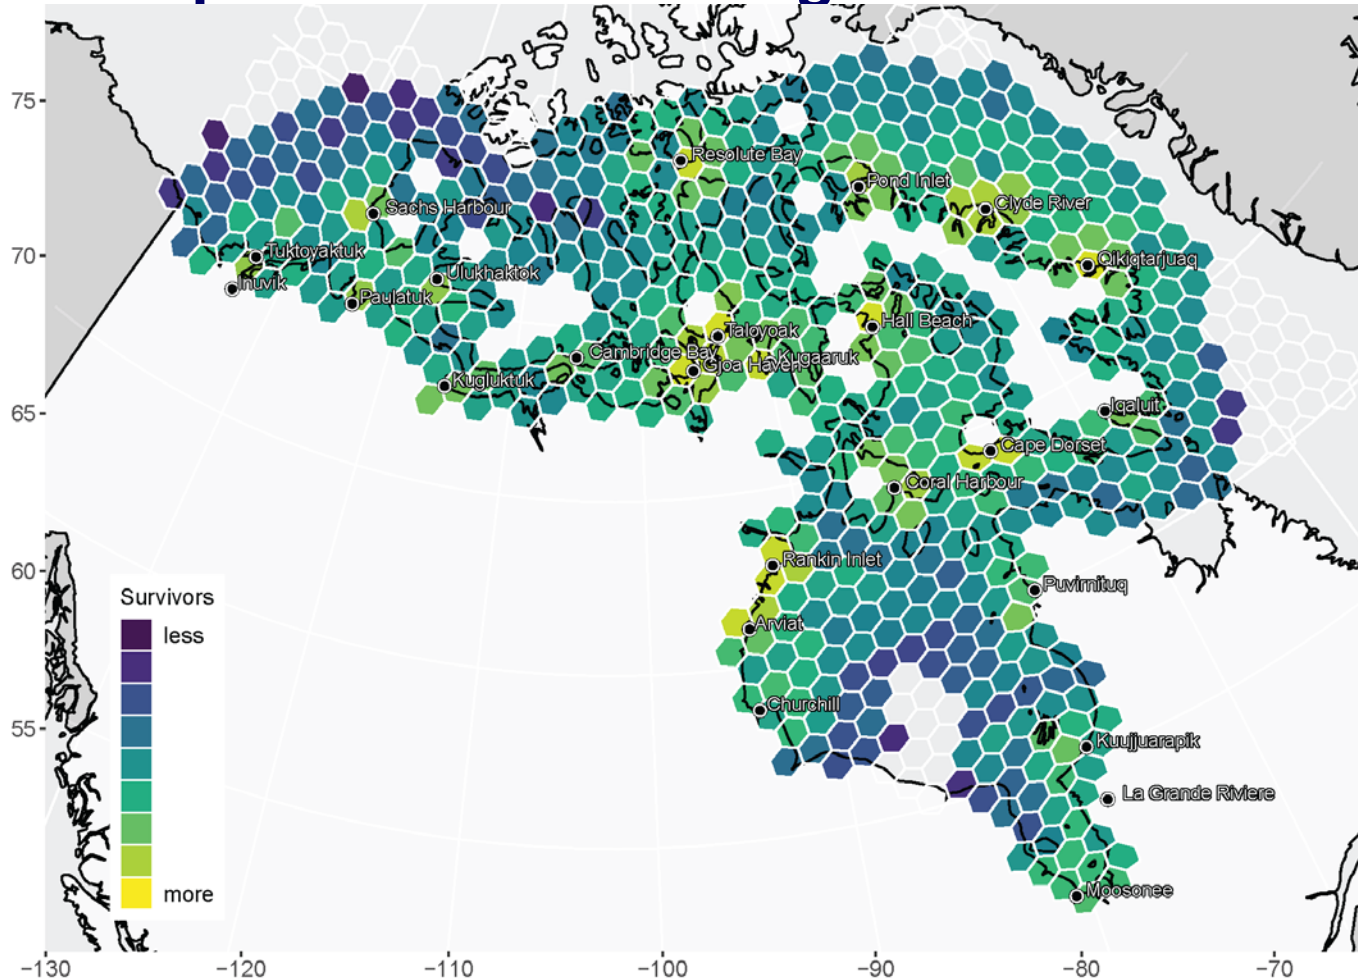 75
70
65
60
55
−130
−120
−110
−100
−90
−80
−70
Survivors
less
more
Resolute Bay
Pond Inlet
Clyde River
Sachs Harbour
Tuktoyaktuk
Inuvik
Ulukhaktok
Paulatuk
Qikiqtarjuaq
Hall Beach
Taloyoak
Cambridge Bay
Gjoa Haven
Kugaaruk
Kugluktuk
Iqaluit
Cape Dorset
Coral Harbour
Rankin Inlet
Puvirnituq
Arviat
Churchill
Kuujjuarapik
La Grande Riviere
Moosonee